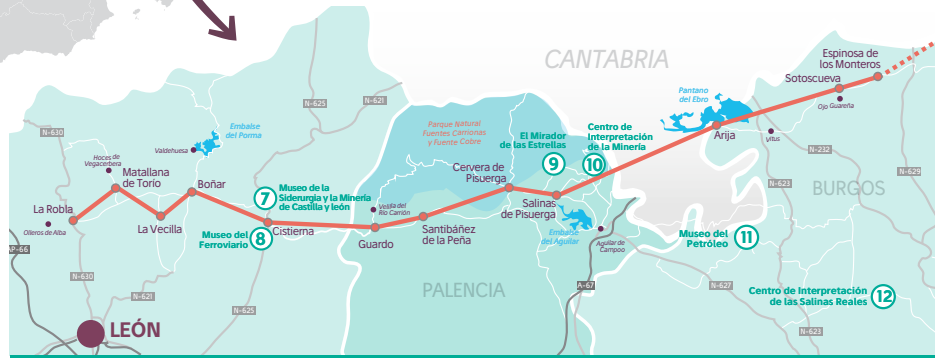 CANTABRIA
Espinosa de
los Monteros
Sotoscueva
Ojo Guareña
Pantano
del Ebro
N-625
N-621
Arija
Vitus
N-630
Embalse
del Porma
Valdehuesa
Parque Natural
Fuentes Carrionas
y Fuente Cobre
El Mirador
de las Estrellas
9
Centro de
Interpretación
de la Minería
10
N-232
N-629
Hoces de
Vegacervera
Matallana
de Torío
Boñar
Cervera de
Pisuerga
7
Museo de la
Siderurgia y la Minería
de Castilla y león
N-623
BURGOS
La Robla
Olleros de Alba
La Vecilla
Museo del
Ferroviario
8
Cistierna
Velilla del
Río Carrión
Guardo
Santibáñez
de la Peña
Salinas
de Pisuerga
Embalse
del Aguilar
Aguilar de
Campoo
Museo del
Petróleo
11
AP-66
N-630
N-621
N-625
PALENCIA
A-67
N-627
Centro de Interpretación
de las Salinas Reales
12
LEÓN
N-623